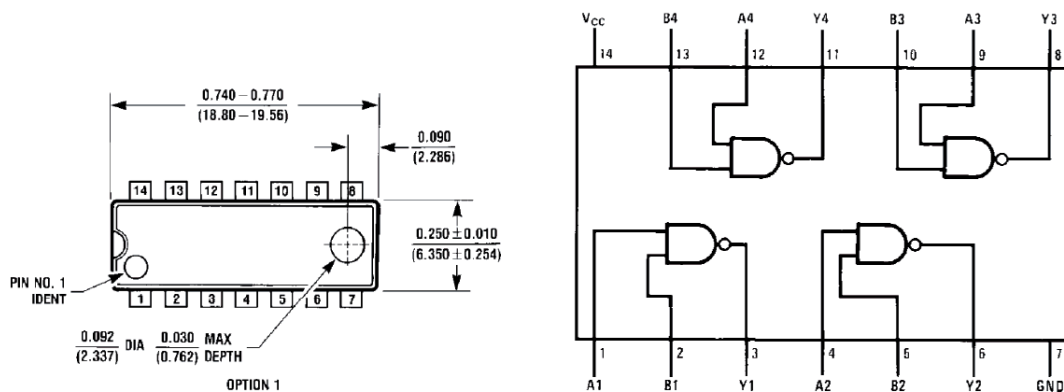 0.740 – 0.770
(18.80 – 19.56)
0.090
(2.286)
14 13 12 11 10 9 8
0.250 ± 0.010
(6.350 ± 0.254)
PIN NO. 1
IDENT
1 2 3 4 5 6 7
0.092 DIA 0.030 MAX
(2.337) (0.762) DEPTH
OPTION 1
VCC B4 A4 Y4 B3 A3 Y3
14 13 12 11 10 9 8
1 2 3 4 5 6 7
A1 B1 Y1 A2 B2 Y2 GND